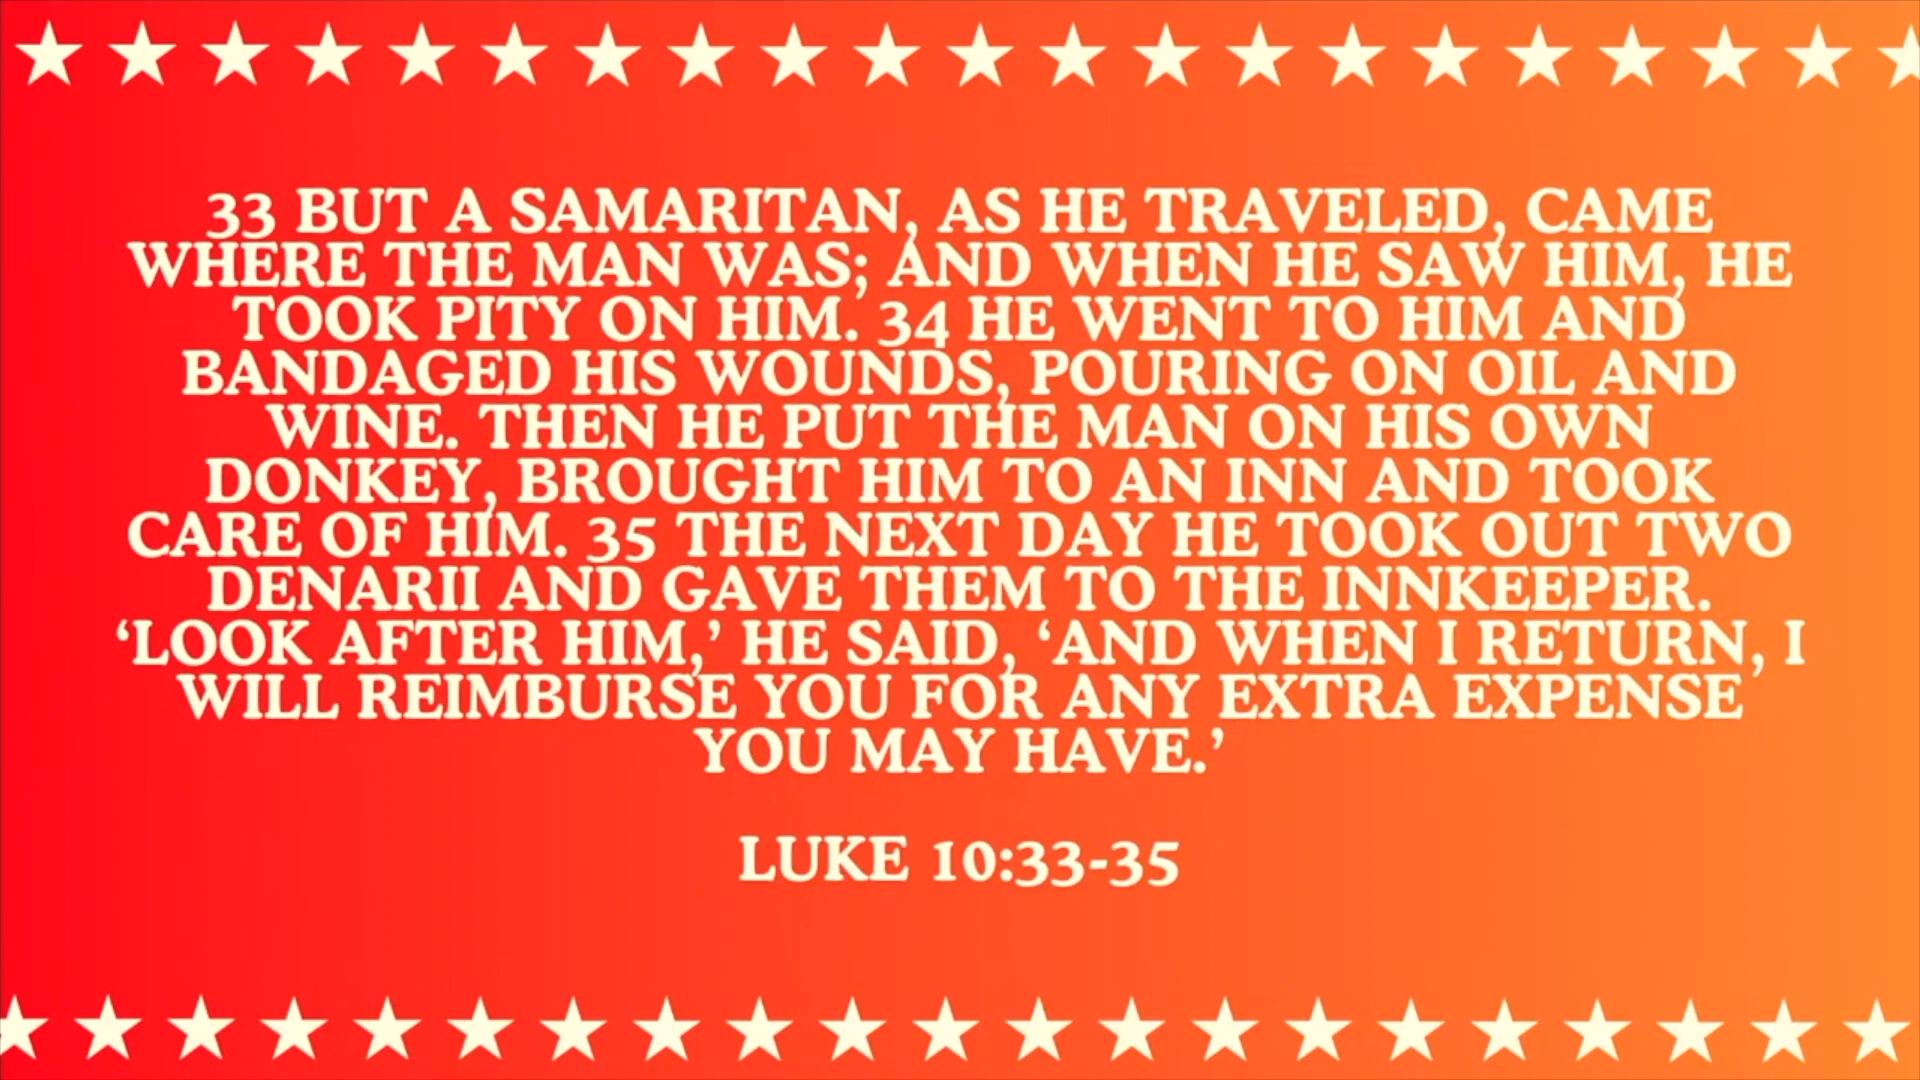 33 BUT A SAMARITAN, AS HE TRAVELED, CAME
WHERE THE MAN WAS; AND WHEN HE SAW HIM, HE
TOOK PITY ON HIM. 34 HE WENT TO HIM AND
BANDAGED HIS WOUNDS, POURING ON OIL AND
WINE. THEN HE PUT THE MAN ON HIS OWN
DONKEY, BROUGHT HIM TO AN INN AND TOOK
CARE OF HIM. 35 THE NEXT DAY HE TOOK OUT TWO
DENARII AND GAVE THEM TO THE INNKEEPER.
‘LOOK AFTER HIM,’ HE SAID, ‘AND WHEN I RETURN, I
WILL REIMBURSE YOU FOR ANY EXTRA EXPENSE
YOU MAY HAVE.’
LUKE 10:33-35